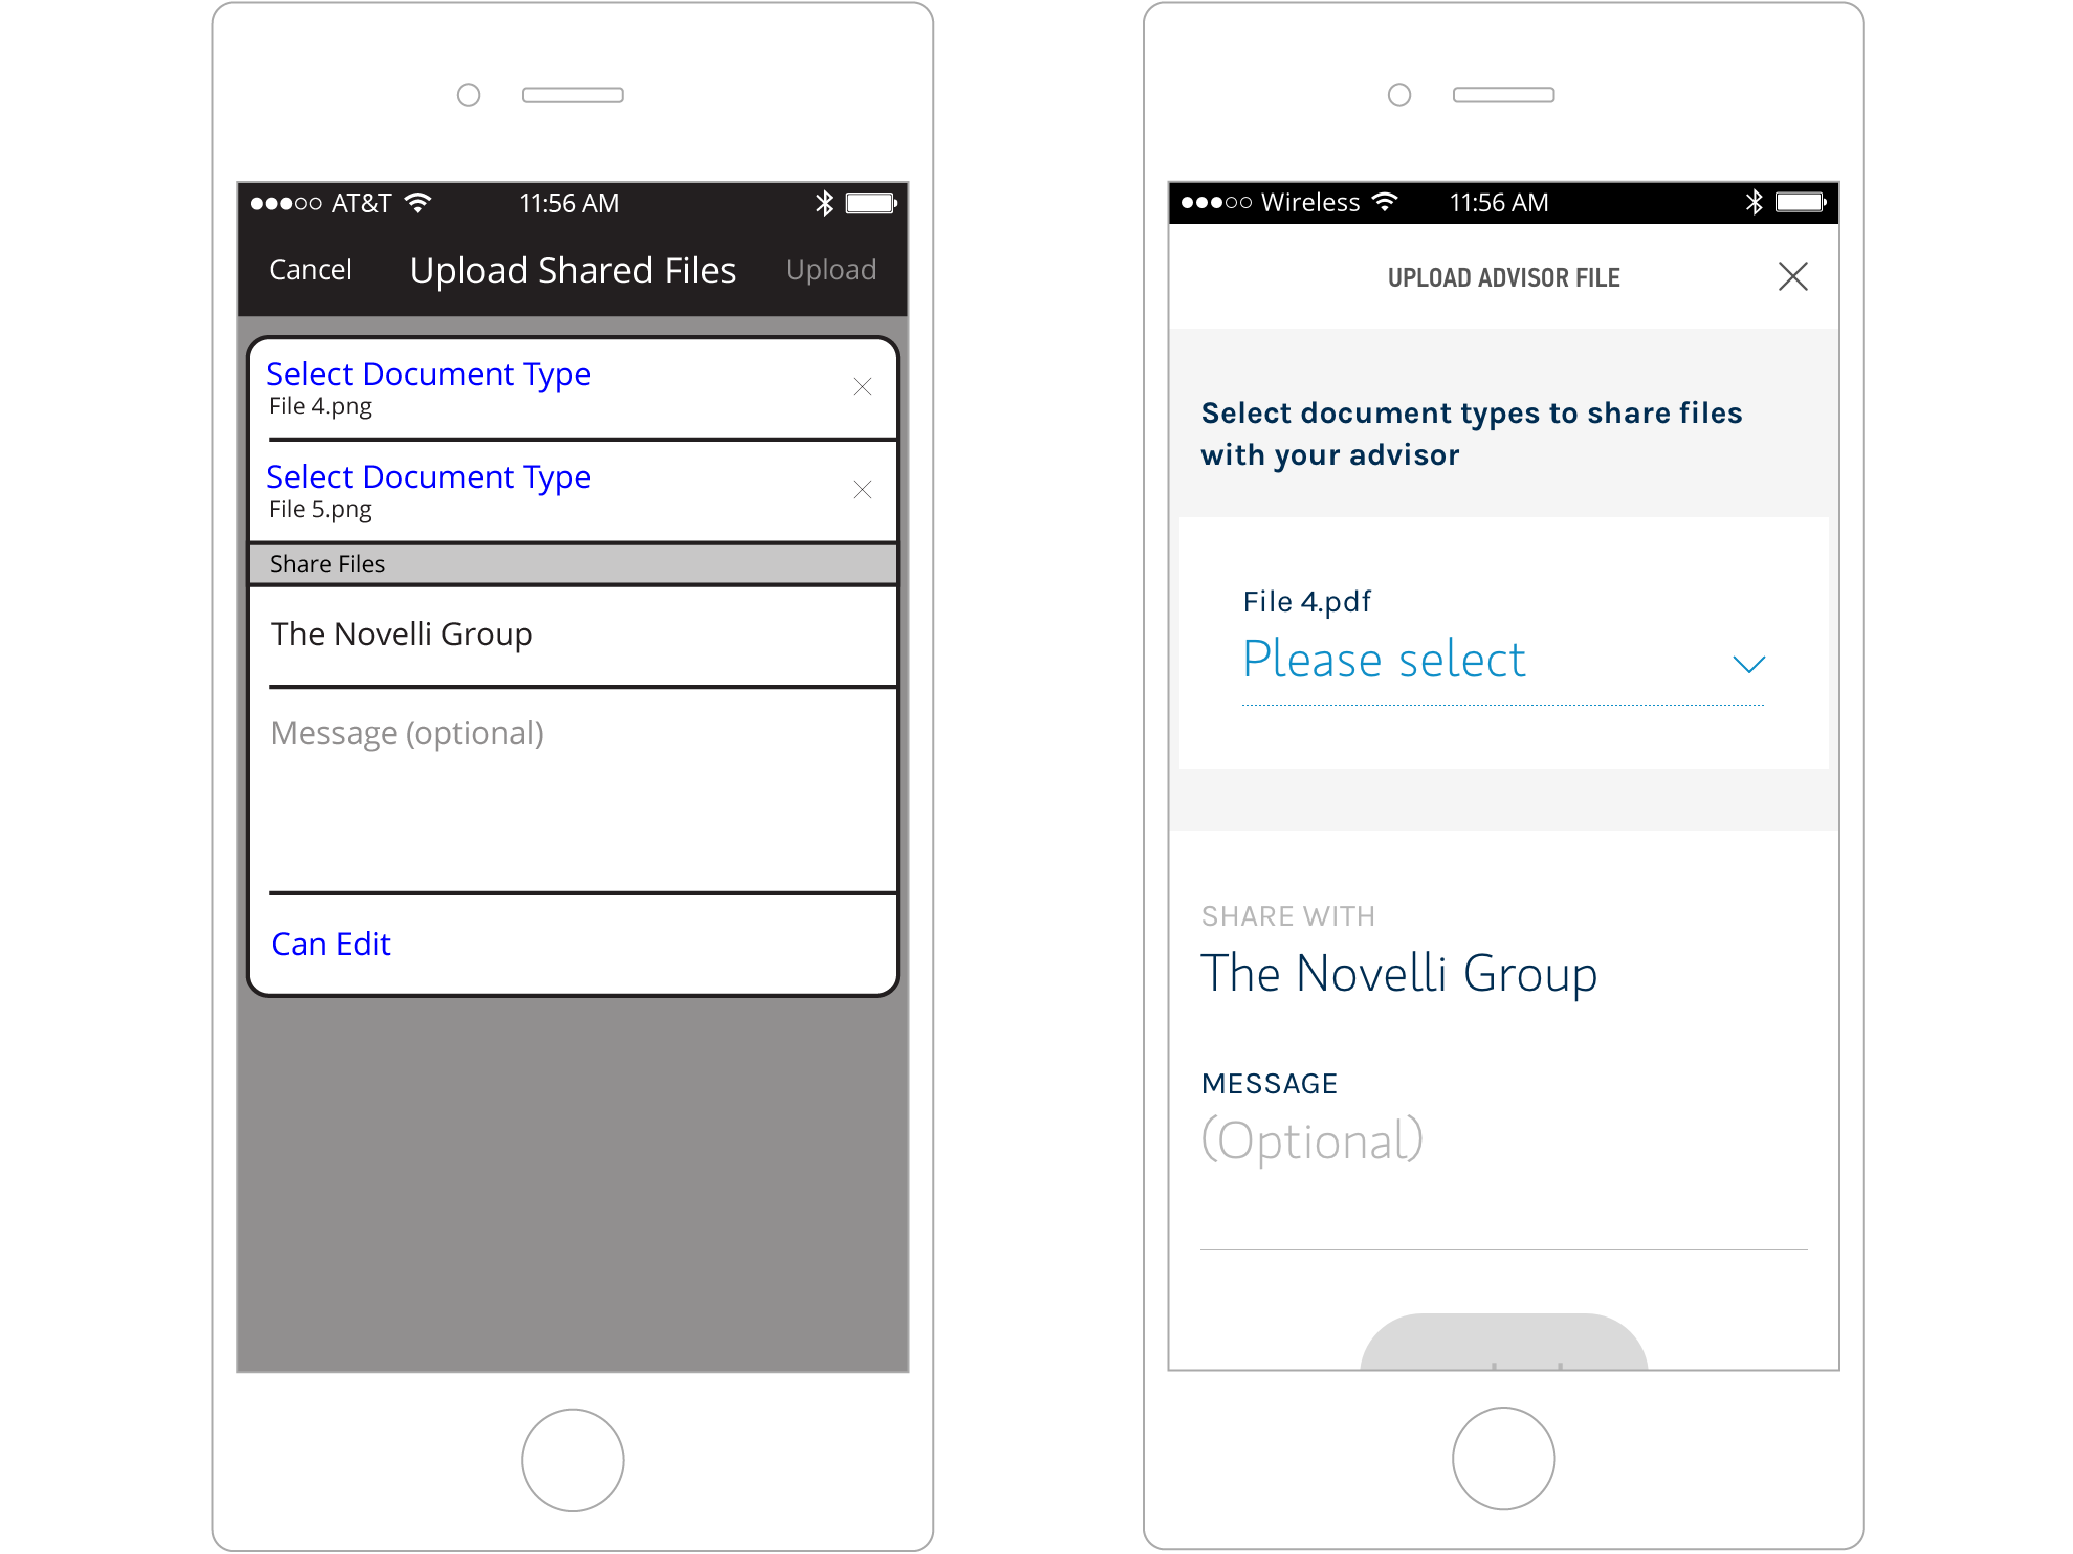 AT&T 11:56 AM
Cancel Upload Shared Files Upload
Select Document Type
File 4.png
Select Document Type
File 5.png
Share Files
The Novelli Group
Message (optional)
Can Edit
Wireless 11:56 AM
UPLOAD ADVISOR FILE
Select document types to share files
with your advisor
File 4.pdf
Please select
SHARE WITH
The Novelli Group
MESSAGE
(Optional)